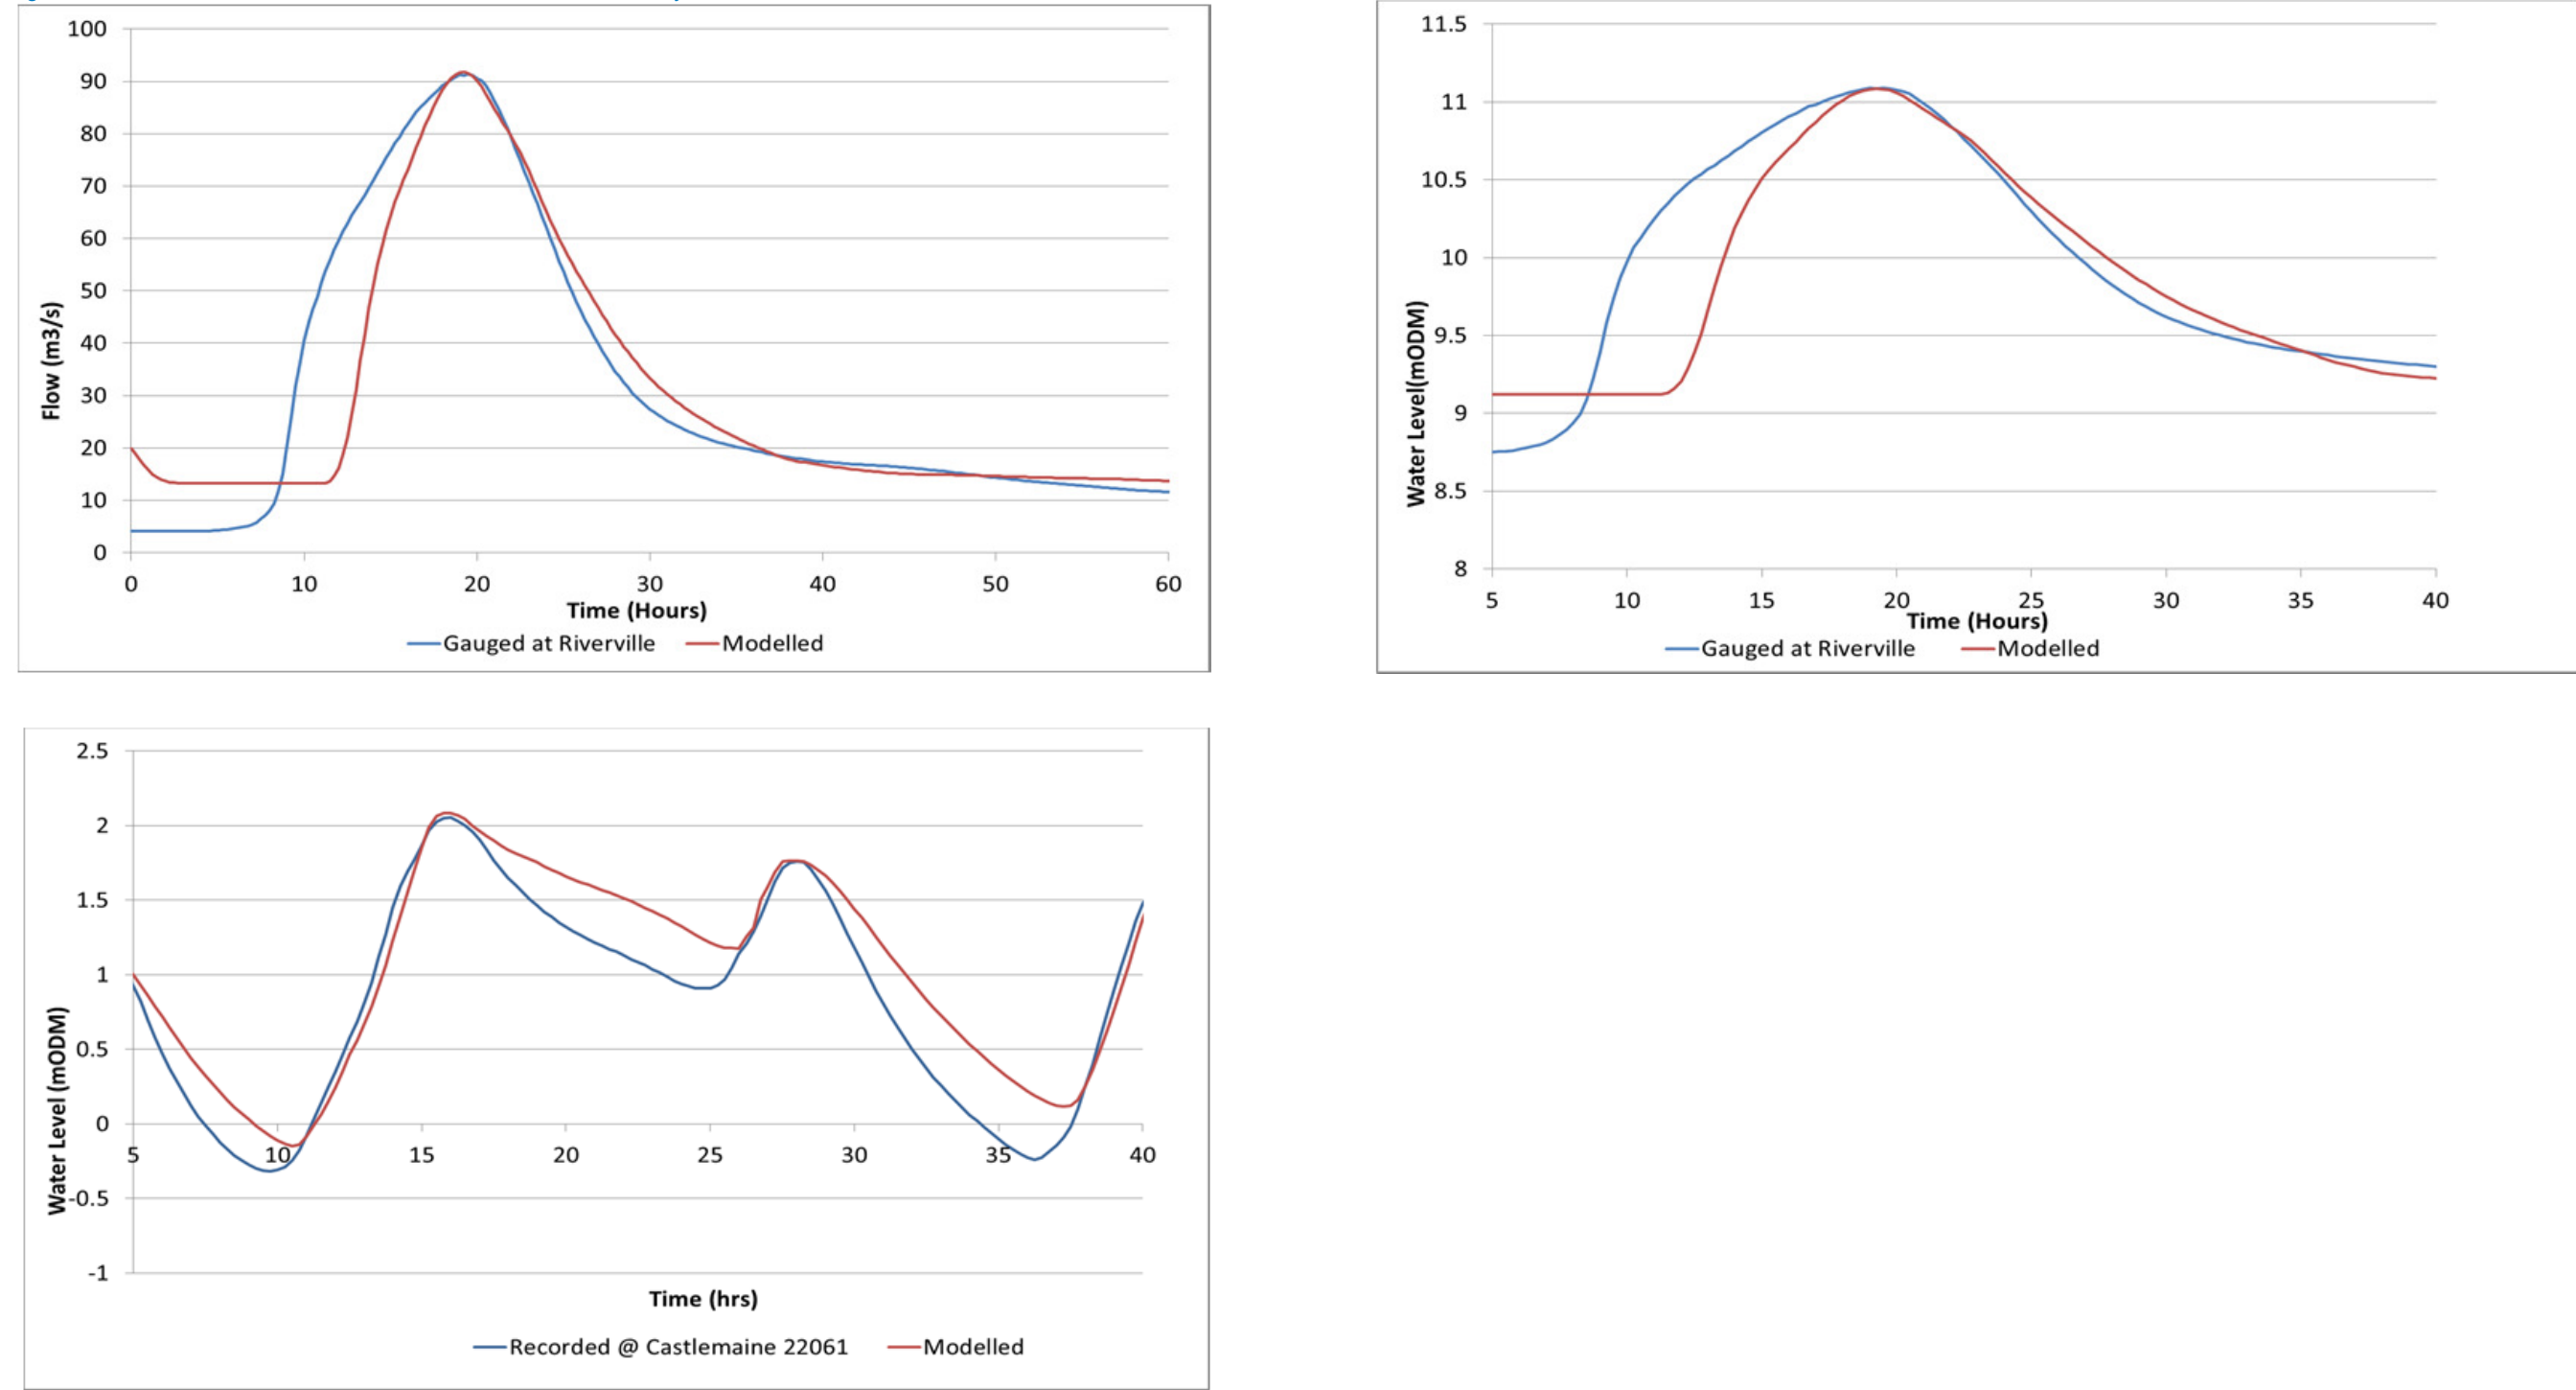 100
90
80
70
60
50
40
30
20
10
0
Flow (m3/s)
0 10 20 30 40 50 60
Time (Hours)
Gauged at Riverville Modelled
11.5
11
10.5
10
9.5
9
8.5
8
Water Level(mODM)
5 10 15 20 25 30 35 40
Time (Hours)
Gauged at Riverville Modelled
2.5
2
1.5
1
0.5
0
-0.5
-1
Water Level (mODM)
5 10 15 20 25 30 35 40
Time (hrs)
Recorded @ Castlemaine 22061 Modelled